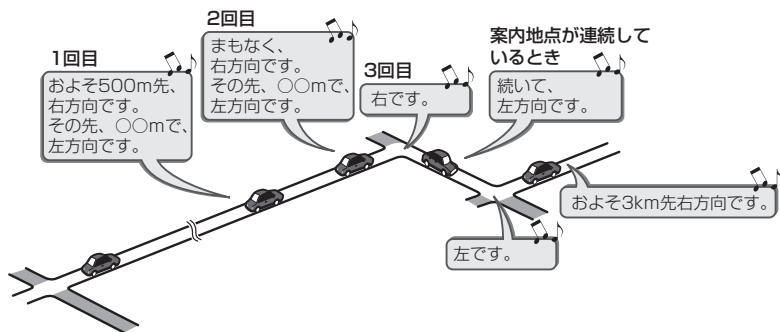 1回目
およそ500m先、
右方向です。
その先、○○mで、
左方向です。
2回目
まもなく、
右方向です。
その先、○○mで、
左方向です。
3回目
右です。
案内地点が連続して
いるとき
続いて、
左方向です。
左です。
およそ3km先右方向です。